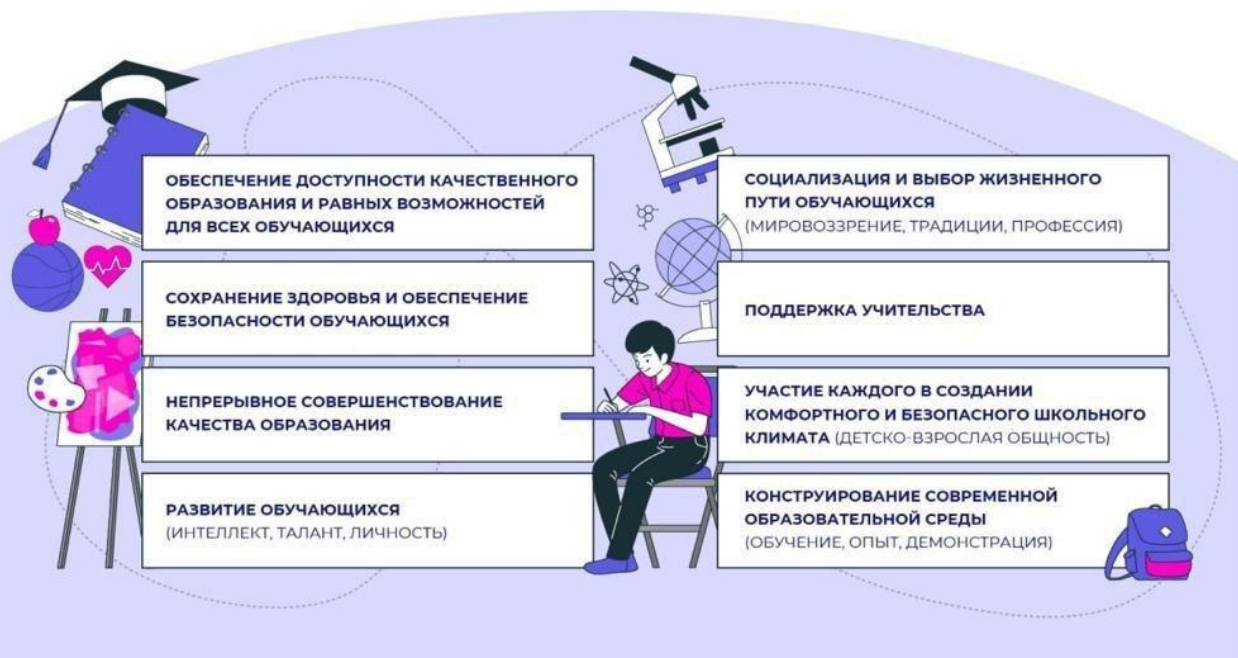 ОБЕСПЕЧЕНИЕ ДОСТУПНОСТИ КАЧЕСТВЕННОГО
ОБРАЗОВАНИЯ И РАВНЫХ ВОЗМОЖНОСТЕЙ
ДЛЯ ВСЕХ ОБУЧАЮЩИХСЯ
СОХРАНЕНИЕ ЗДОРОВЬЯ И ОБЕСПЕЧЕНИЕ
БЕЗОПАСНОСТИ ОБУЧАЮЩИХСЯ
НЕПРЕРЫВНОЕ СОВЕРШЕНСТВОВАНИЕ
КАЧЕСТВА ОБРАЗОВАНИЯ
РАЗВИТИЕ ОБУЧАЮЩИХСЯ
(ИНТЕЛЛЕКТ, ТАЛАНТ, ЛИЧНОСТЬ)
СОЦИАЛИЗАЦИЯ И ВЫБОР ЖИЗНЕННОГО
ПУТИ ОБУЧАЮЩИХСЯ
(МИРОВОЗЗРЕНИЕ, ТРАДИЦИИ, ПРОФЕССИЯ)
ПОДДЕРЖКА УЧИТЕЛЬСТВА
УЧАСТИЕ КАЖДОГО В СОЗДАНИИ
КОМФОРТНОГО И БЕЗОПАСНОГО ШКОЛЬНОГО
КЛИМАТА (ДЕТСКО-ВЗРОСЛАЯ ОБЩНОСТЬ)
КОНСТРУИРОВАНИЕ СОВРЕМЕННОЙ
ОБРАЗОВАТЕЛЬНОЙ СРЕДЫ
(ОБУЧЕНИЕ, ОПЫТ, ДЕМОНСТРАЦИЯ)